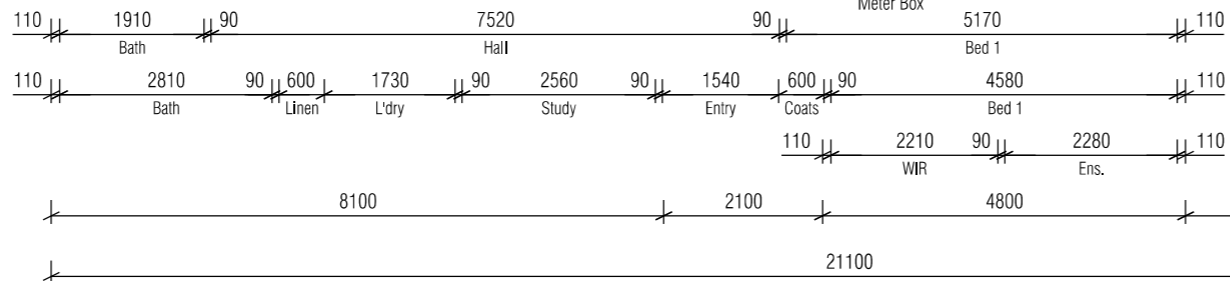 Meter Box
110 1910 90 7520 90 5170 110
Bath Hall Bed 1
110 2810 90 600 1730 90 2560 90 1540 600 90 4580 110
Bath Linen L'dry Study Entry Coats Bed 1
110 2210 90 2280 110
WIR Ens.
8100 2100 4800
21100